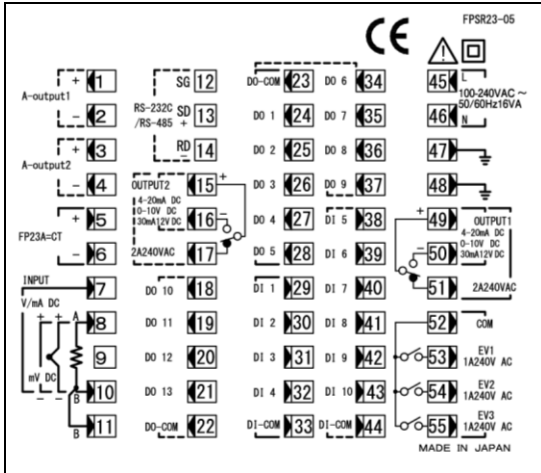 FPSR23-05
CE
A-output1
+ 1
- 2
A-output2
+ 3
- 4
FP23A=CT
+ 5
- 6
INPUT
7
V/mA DC
+ + A 8
9
mV DC
- - B 10
B 11
SG 12
RS-232C
/RS-485
SD
+ 13
RD
- 14
OUTPUT2
4-20mA DC
0-10V DC
30mA12V DC
2A240VAC
15 +
16 -
17
DO 10 18
DO 11 19
DO 12 20
DO 13 21
DO-COM 22
DO-COM 23
DO 1 24
DO 2 25
DO 3 26
DO 4 27
DO 5 28
DI 1 29
DI 2 30
DI 3 31
DI 4 32
DI-COM 33
DO 6 34
DO 7 35
DO 8 36
DO 9 37
DI 5 38
DI 6 39
DI 7 40
DI 8 41
DI 9 42
DI 10 43
DI-COM 44
45 L
100-240VAC ~
50/60Hz16VA
46 N
47
48
+ 49
OUTPUT1
4-20mA DC
0-10V DC
30mA12V DC
- 50
51
2A240VAC
52 COM
53 EV1
1A240V AC
54 EV2
1A240V AC
55 EV3
1A240V AC
MADE IN JAPAN